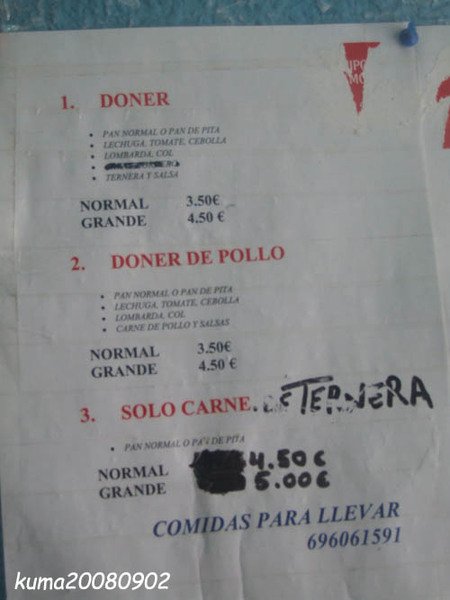 1. DONER
PAN NORMAL O PAN DE PITA
LECHUGA, TOMATE, CEBOLLA
LOMBARDA, COL
TERNERA Y SALSA
NORMAL 3.50€
GRANDE 4.50 €
2. DONER DE POLLO
PAN NORMAL O PAN DE PITA
LECHUGA, TOMATE, CEBOLLA
LOMBARDA, COL
CARNE DE POLLO Y SALSAS
NORMAL 3.50€
GRANDE 4.50 €
3. SOLO CARNE. DE TERNERA
PAN NORMAL O PAN DE PITA
NORMAL 4.50 €
GRANDE 5.00€
COMIDAS PARA LLEVAR
696061591
kuma20080902